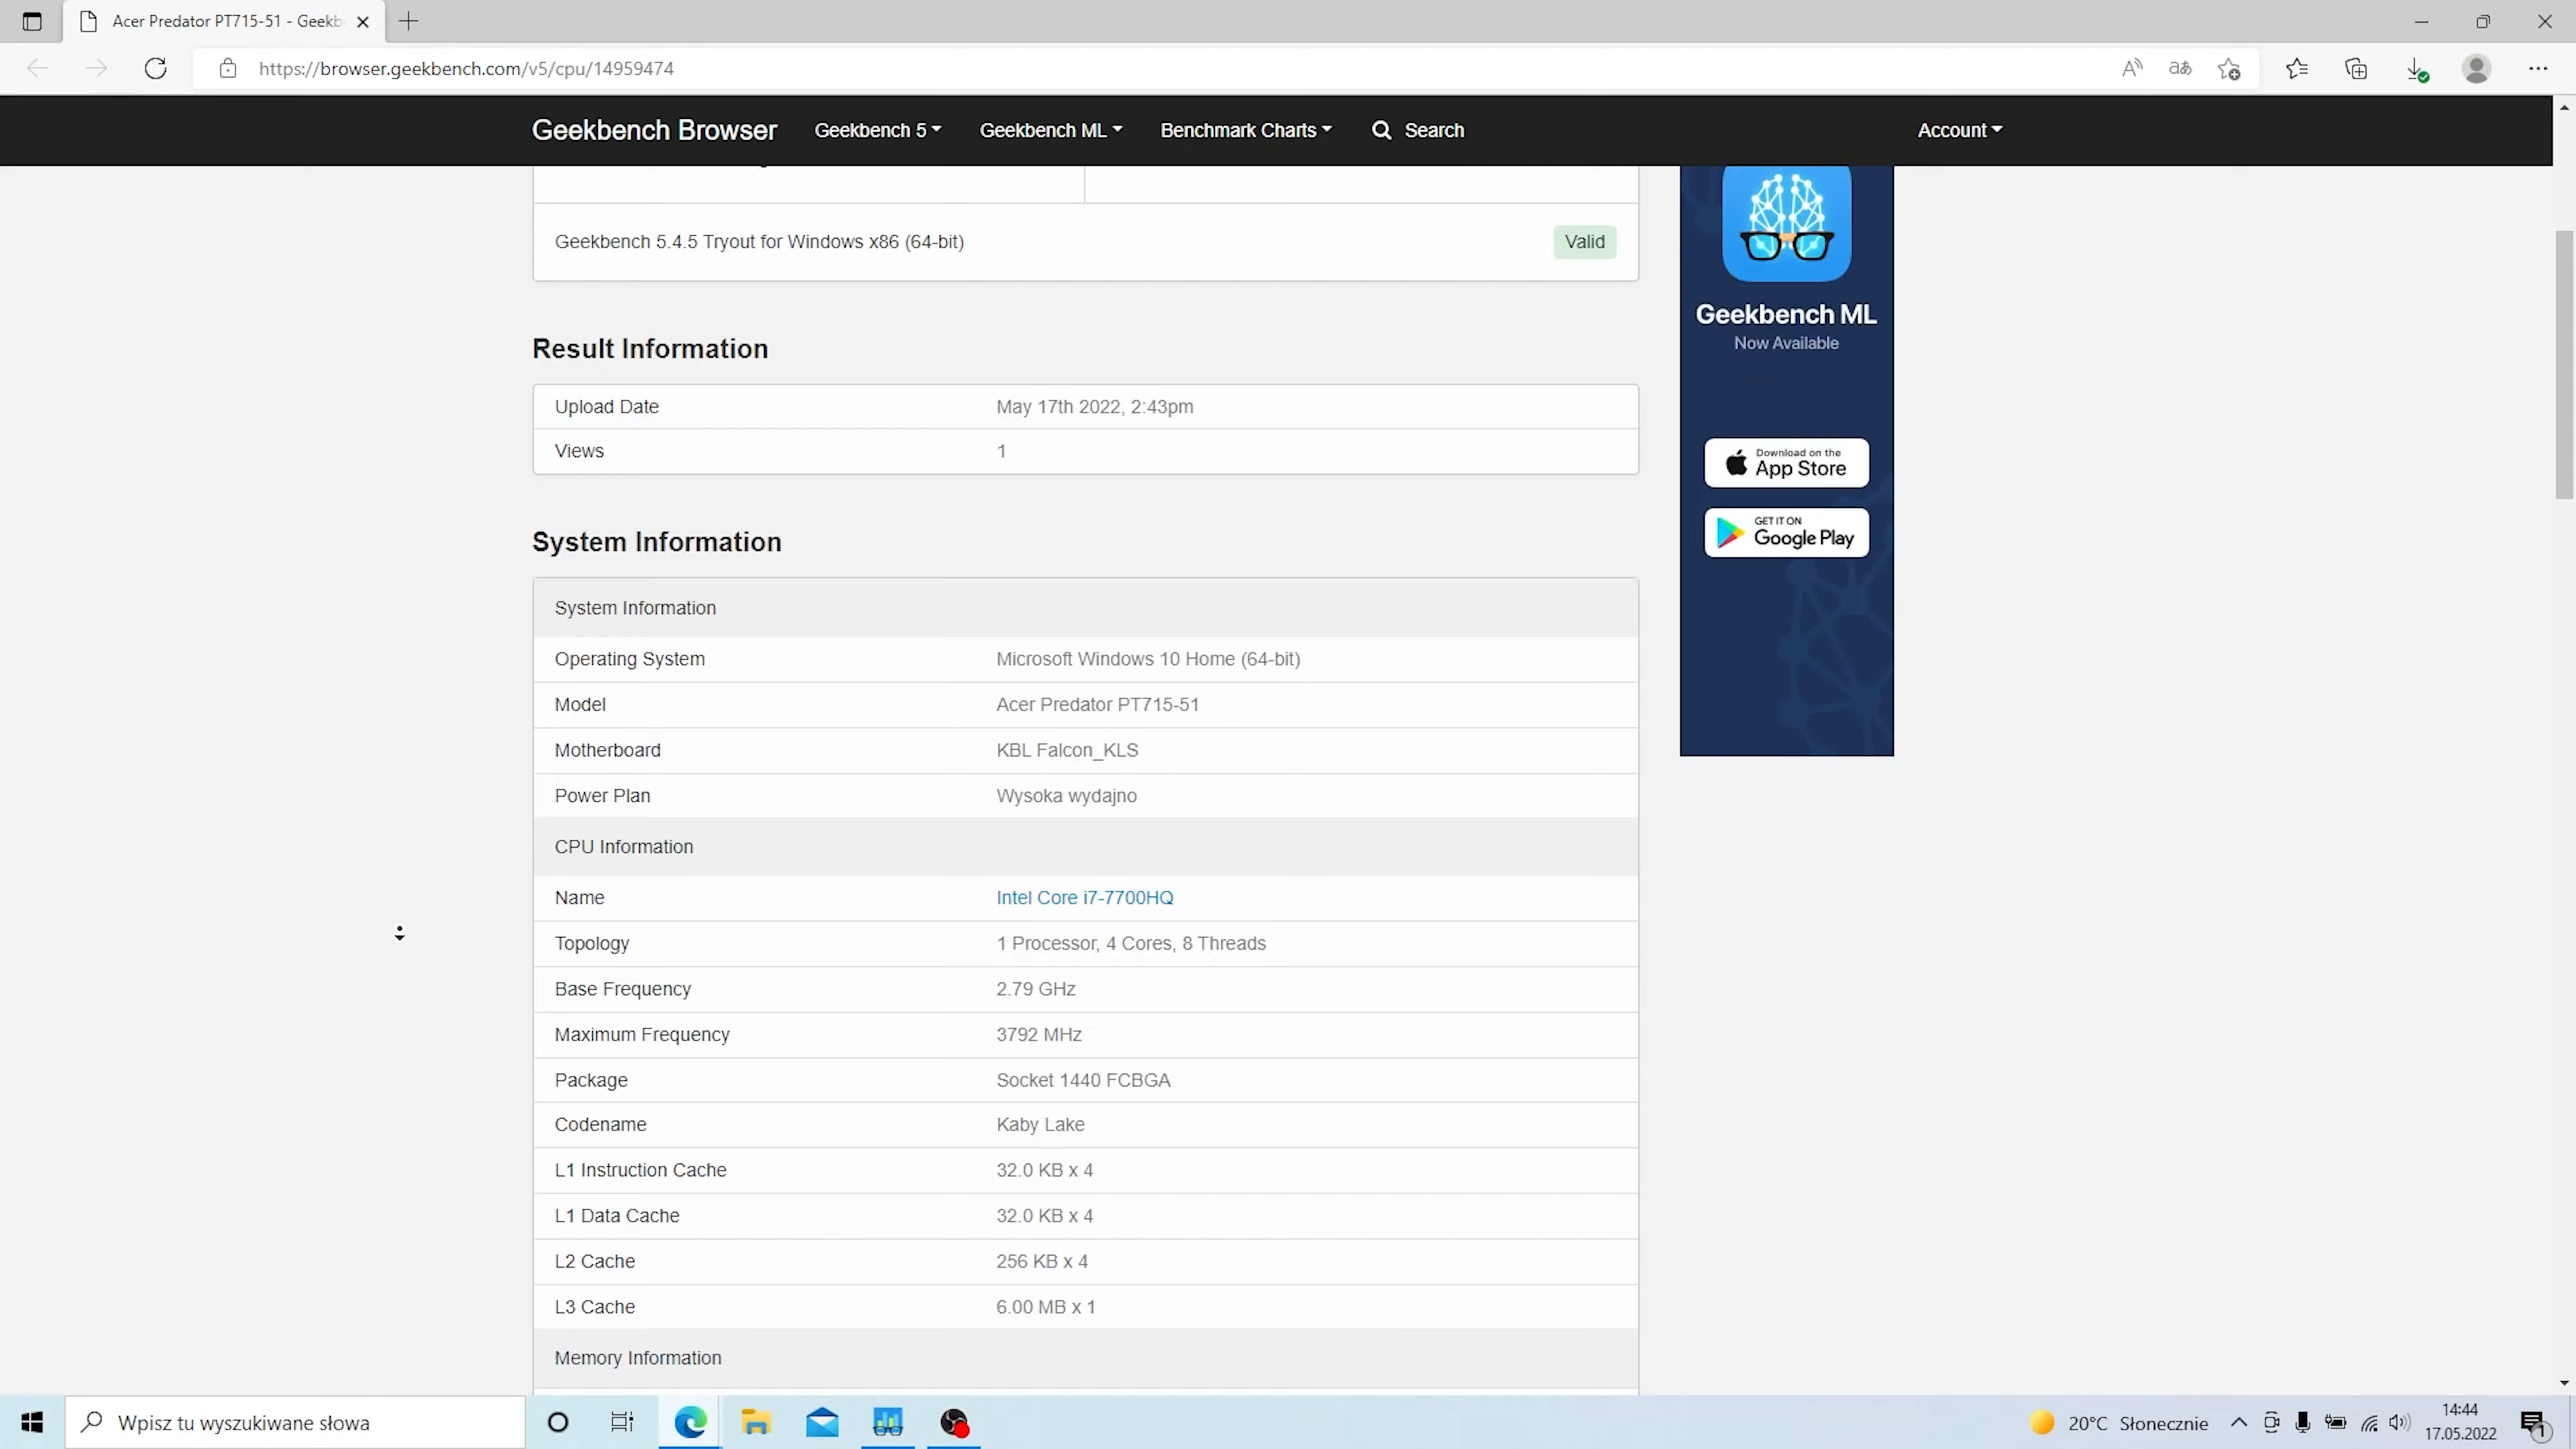 Acer Predator PT715-51 - Geekb
https://browser.geekbench.com/v5/cpu/14959474
Geekbench Browser Geekbench 5 Geekbench ML Benchmark Charts Search Account
Geekbench 5.4.5 Tryout for Windows x86 (64-bit) Valid
Result Information
Upload Date May 17th 2022, 2:43pm
Views 1
System Information
System Information
Operating System Microsoft Windows 10 Home (64-bit)
Model Acer Predator PT715-51
Motherboard KBL Falcon_KLS
Power Plan Wysoka wydajno
CPU Information
Name Intel Core i7-7700HQ
Topology 1 Processor, 4 Cores, 8 Threads
Base Frequency 2.79 GHz
Maximum Frequency 3792 MHz
Package Socket 1440 FCBGA
Codename Kaby Lake
L1 Instruction Cache 32.0 KB x 4
L1 Data Cache 32.0 KB x 4
L2 Cache 256 KB x 4
L3 Cache 6.00 MB x 1
Memory Information
Geekbench ML
Now Available
Download on the
App Store
GET IT ON
Google Play
Wpisz tu wyszukiwane słowa
20°C Słonecznie
14:44
17.05.2022
1